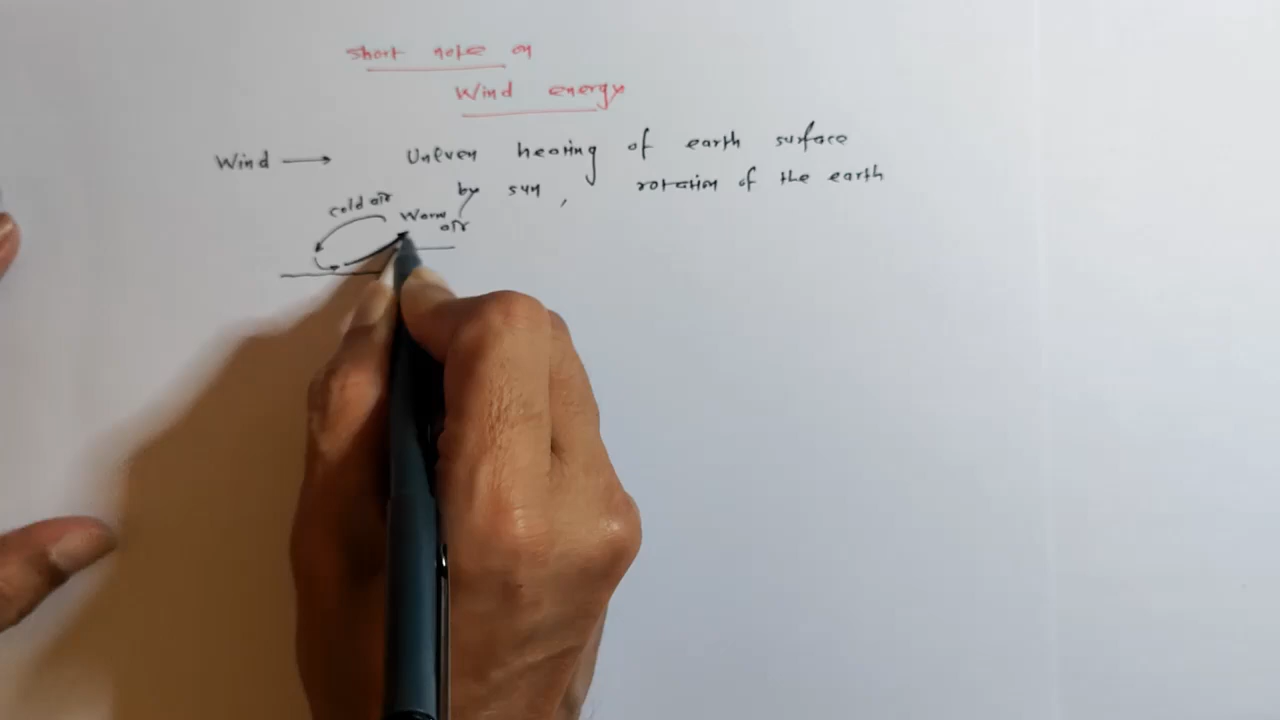 Short note on
Wind energy
Wind → Uneven heating of earth surface
by sun, rotation of the earth
cold air
Warm
air